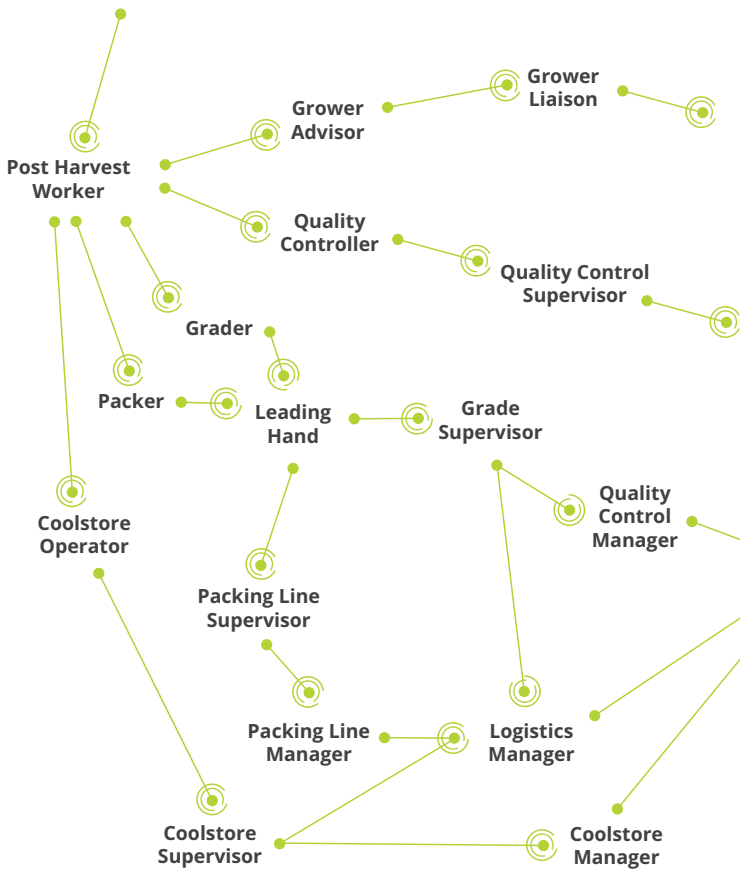 Grower
Liaison
Grower
Advisor
Post Harvest
Worker
Quality
Controller
Quality Control
Supervisor
Grader
Packer
Leading
Hand
Grade
Supervisor
Quality
Control
Manager
Coolstore
Operator
Packing Line
Supervisor
Packing Line
Manager
Logistics
Manager
Coolstore
Supervisor
Coolstore
Manager